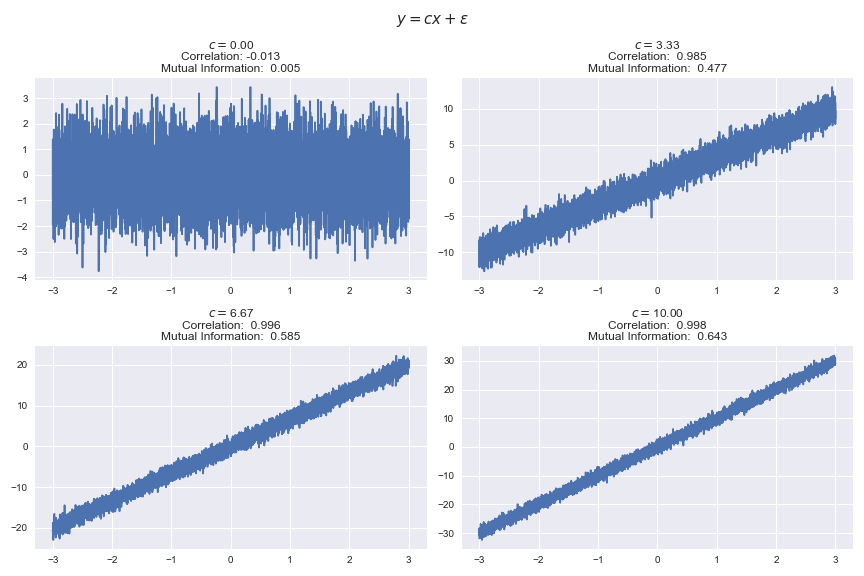 y = cx + ε
c = 0.00
Correlation: -0.013
Mutual Information: 0.005
3
2
1
0
−1
−2
−3
−4
−3 −2 −1 0 1 2 3
c = 3.33
Correlation: 0.985
Mutual Information: 0.477
10
5
0
−5
−10
−3 −2 −1 0 1 2 3
c = 6.67
Correlation: 0.996
Mutual Information: 0.585
20
10
0
−10
−20
−3 −2 −1 0 1 2 3
c = 10.00
Correlation: 0.998
Mutual Information: 0.643
30
20
10
0
−10
−20
−30
−3 −2 −1 0 1 2 3